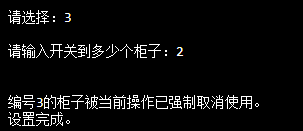 请选择：3
请输入开关到多少个柜子：2
编号3的柜子被当前操作已强制取消使用。
设置完成。